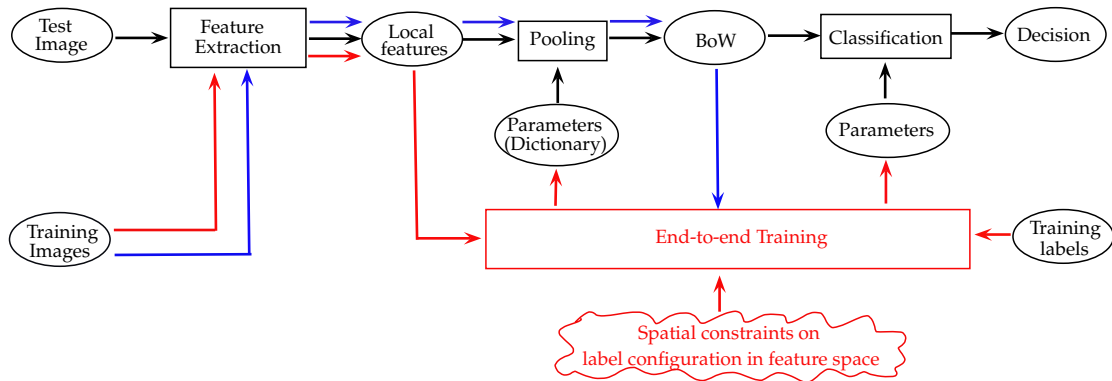 Test
Image
Feature
Extraction
Local
features
Pooling
BoW
Classification
Decision
Parameters
(Dictionary)
Parameters
Training
Images
End-to-end Training
Training
labels
Spatial constraints on
label configuration in feature space